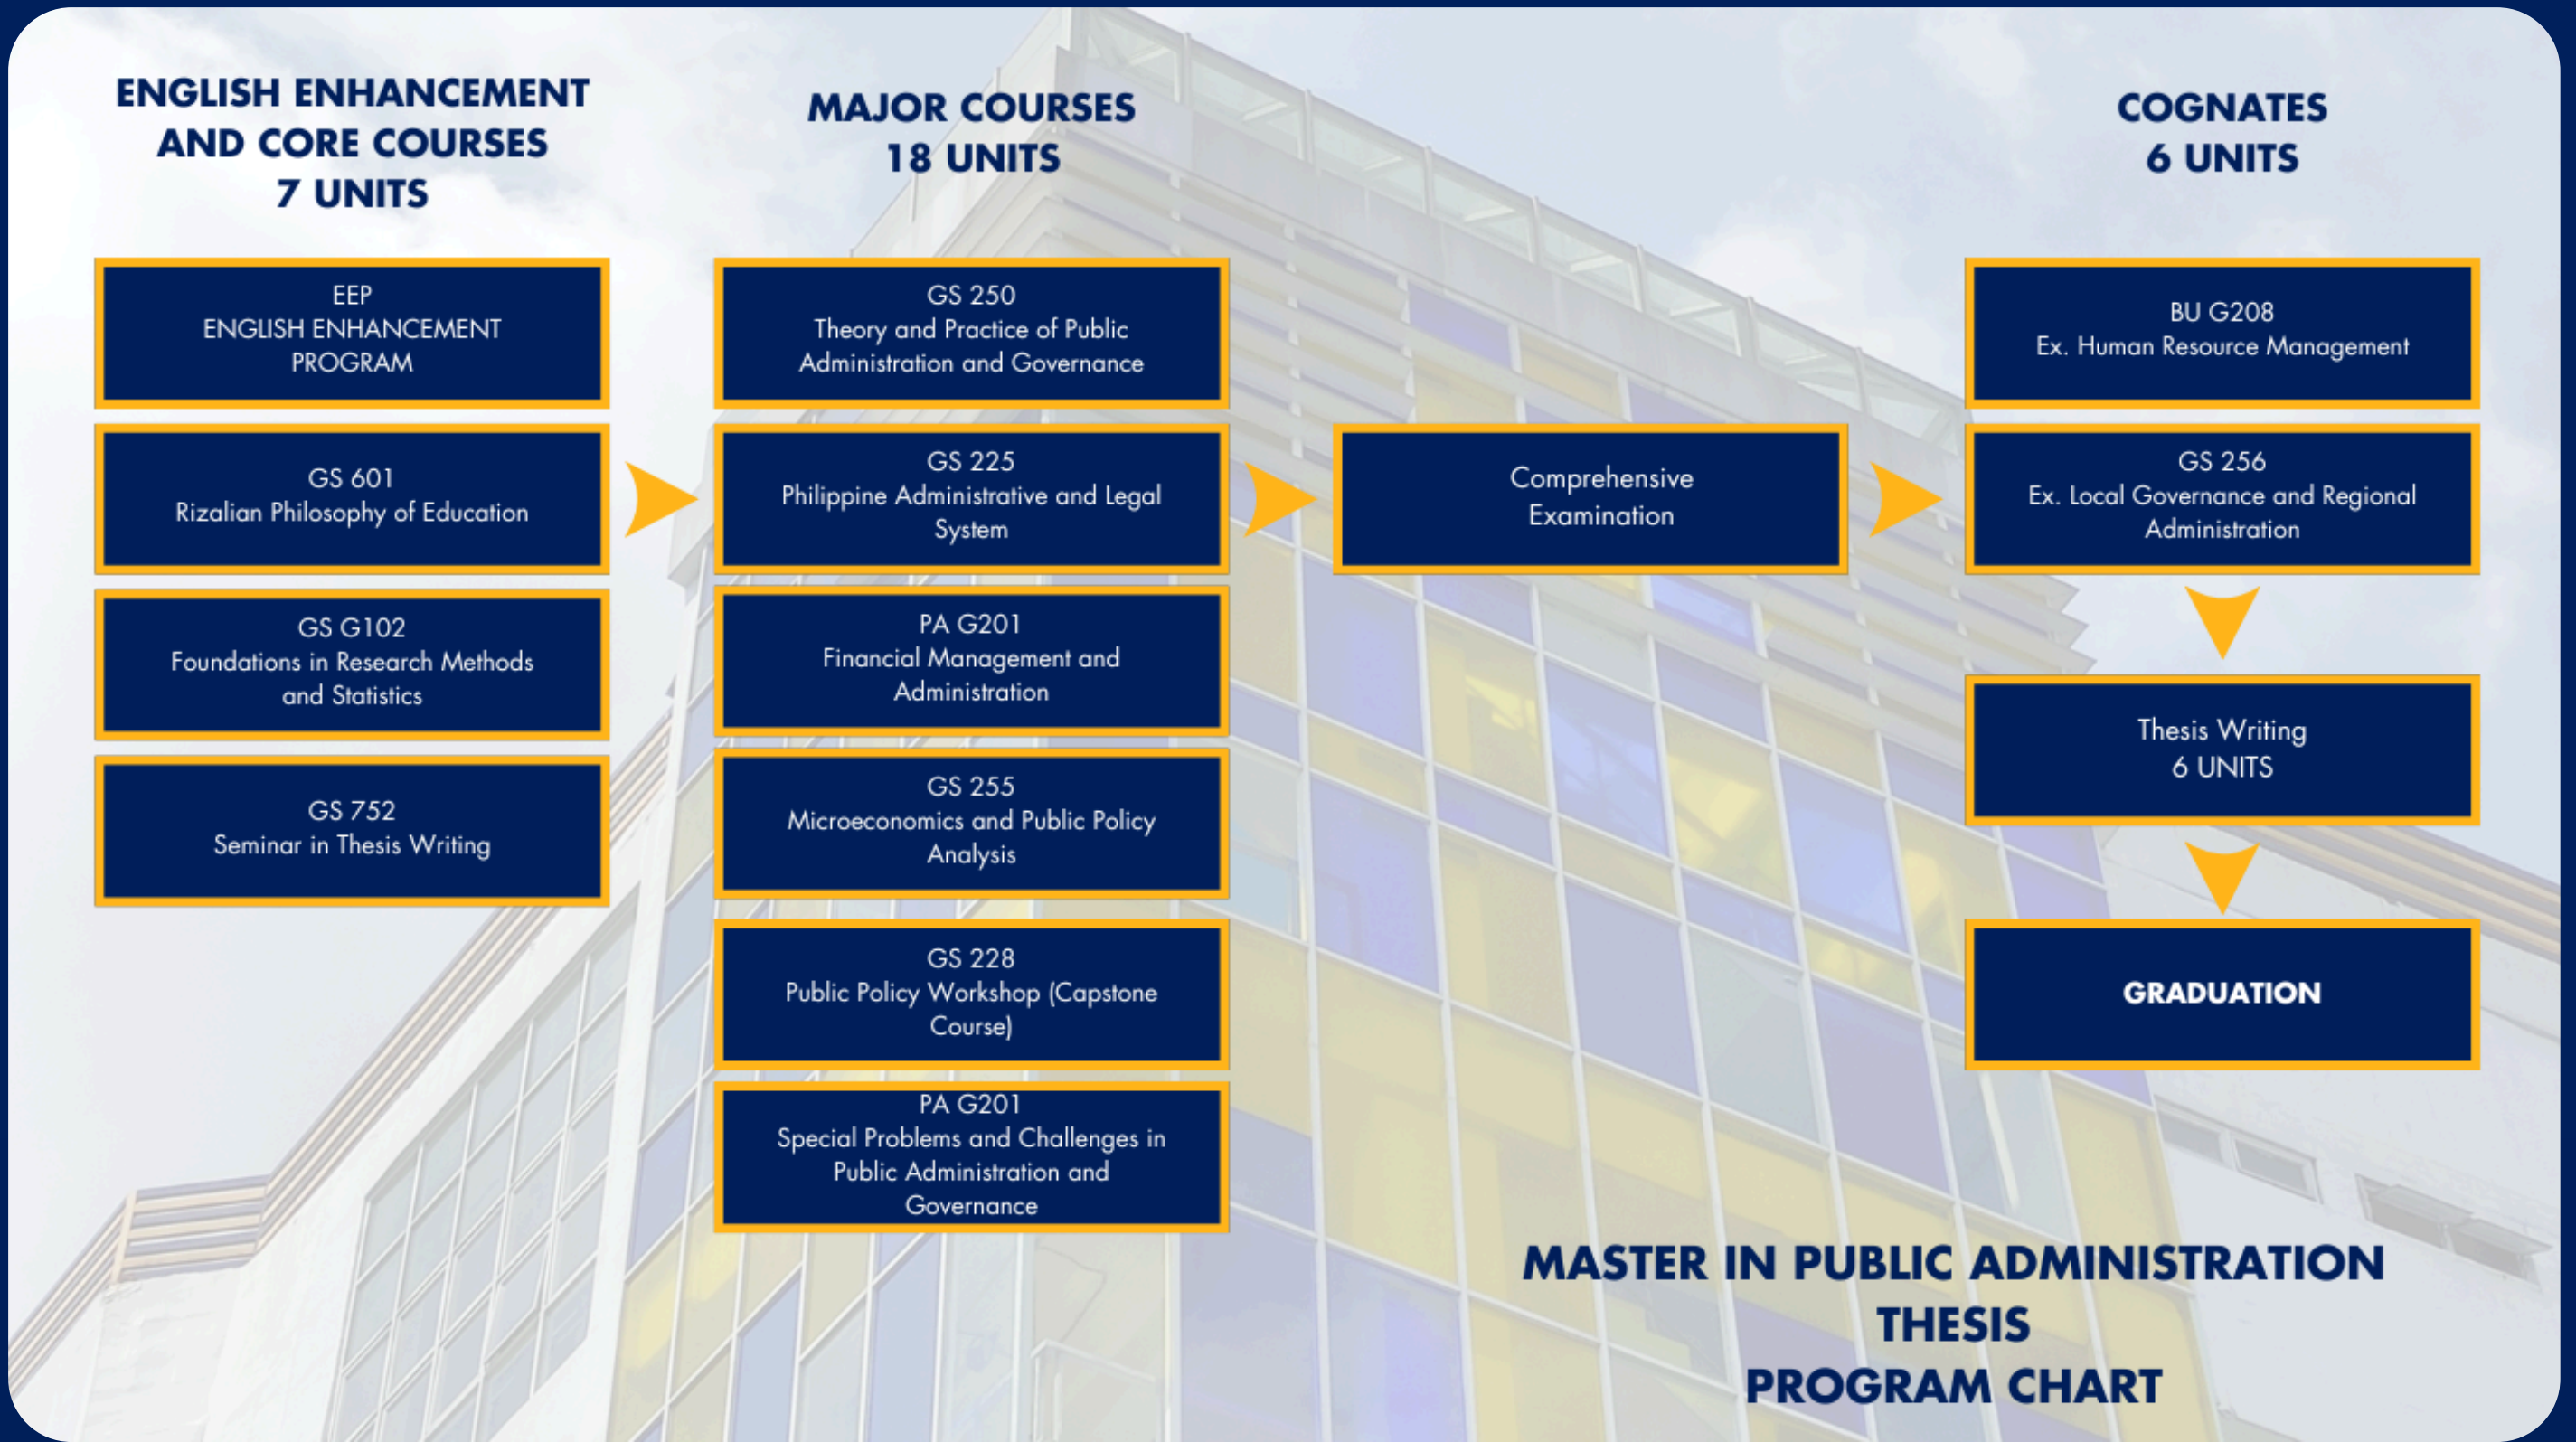 ENGLISH ENHANCEMENT
AND CORE COURSES
7 UNITS
EEP
ENGLISH ENHANCEMENT
PROGRAM
GS 601
Rizalian Philosophy of Education
GS G102
Foundations in Research Methods
and Statistics
GS 752
Seminar in Thesis Writing
MAJOR COURSES
18 UNITS
GS 250
Theory and Practice of Public
Administration and Governance
GS 225
Philippine Administrative and Legal
System
PA G201
Financial Management and
Administration
GS 255
Microeconomics and Public Policy
Analysis
GS 228
Public Policy Workshop (Capstone
Course)
PA G201
Special Problems and Challenges in
Public Administration and
Governance
Comprehensive
Examination
COGNATES
6 UNITS
BU G208
Ex. Human Resource Management
GS 256
Ex. Local Governance and Regional
Administration
Thesis Writing
6 UNITS
GRADUATION
MASTER IN PUBLIC ADMINISTRATION
THESIS
PROGRAM CHART